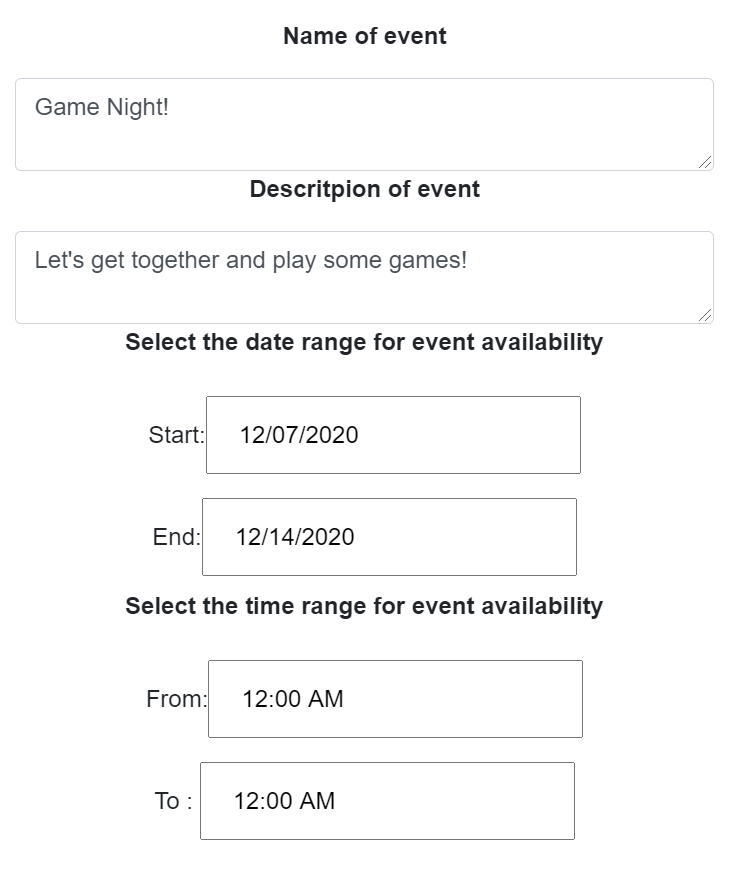 Name of event
Game Night!
Descritpion of event
Let's get together and play some games!
Select the date range for event availability
Start: 12/07/2020
End: 12/14/2020
Select the time range for event availability
From: 12:00 AM
To : 12:00 AM